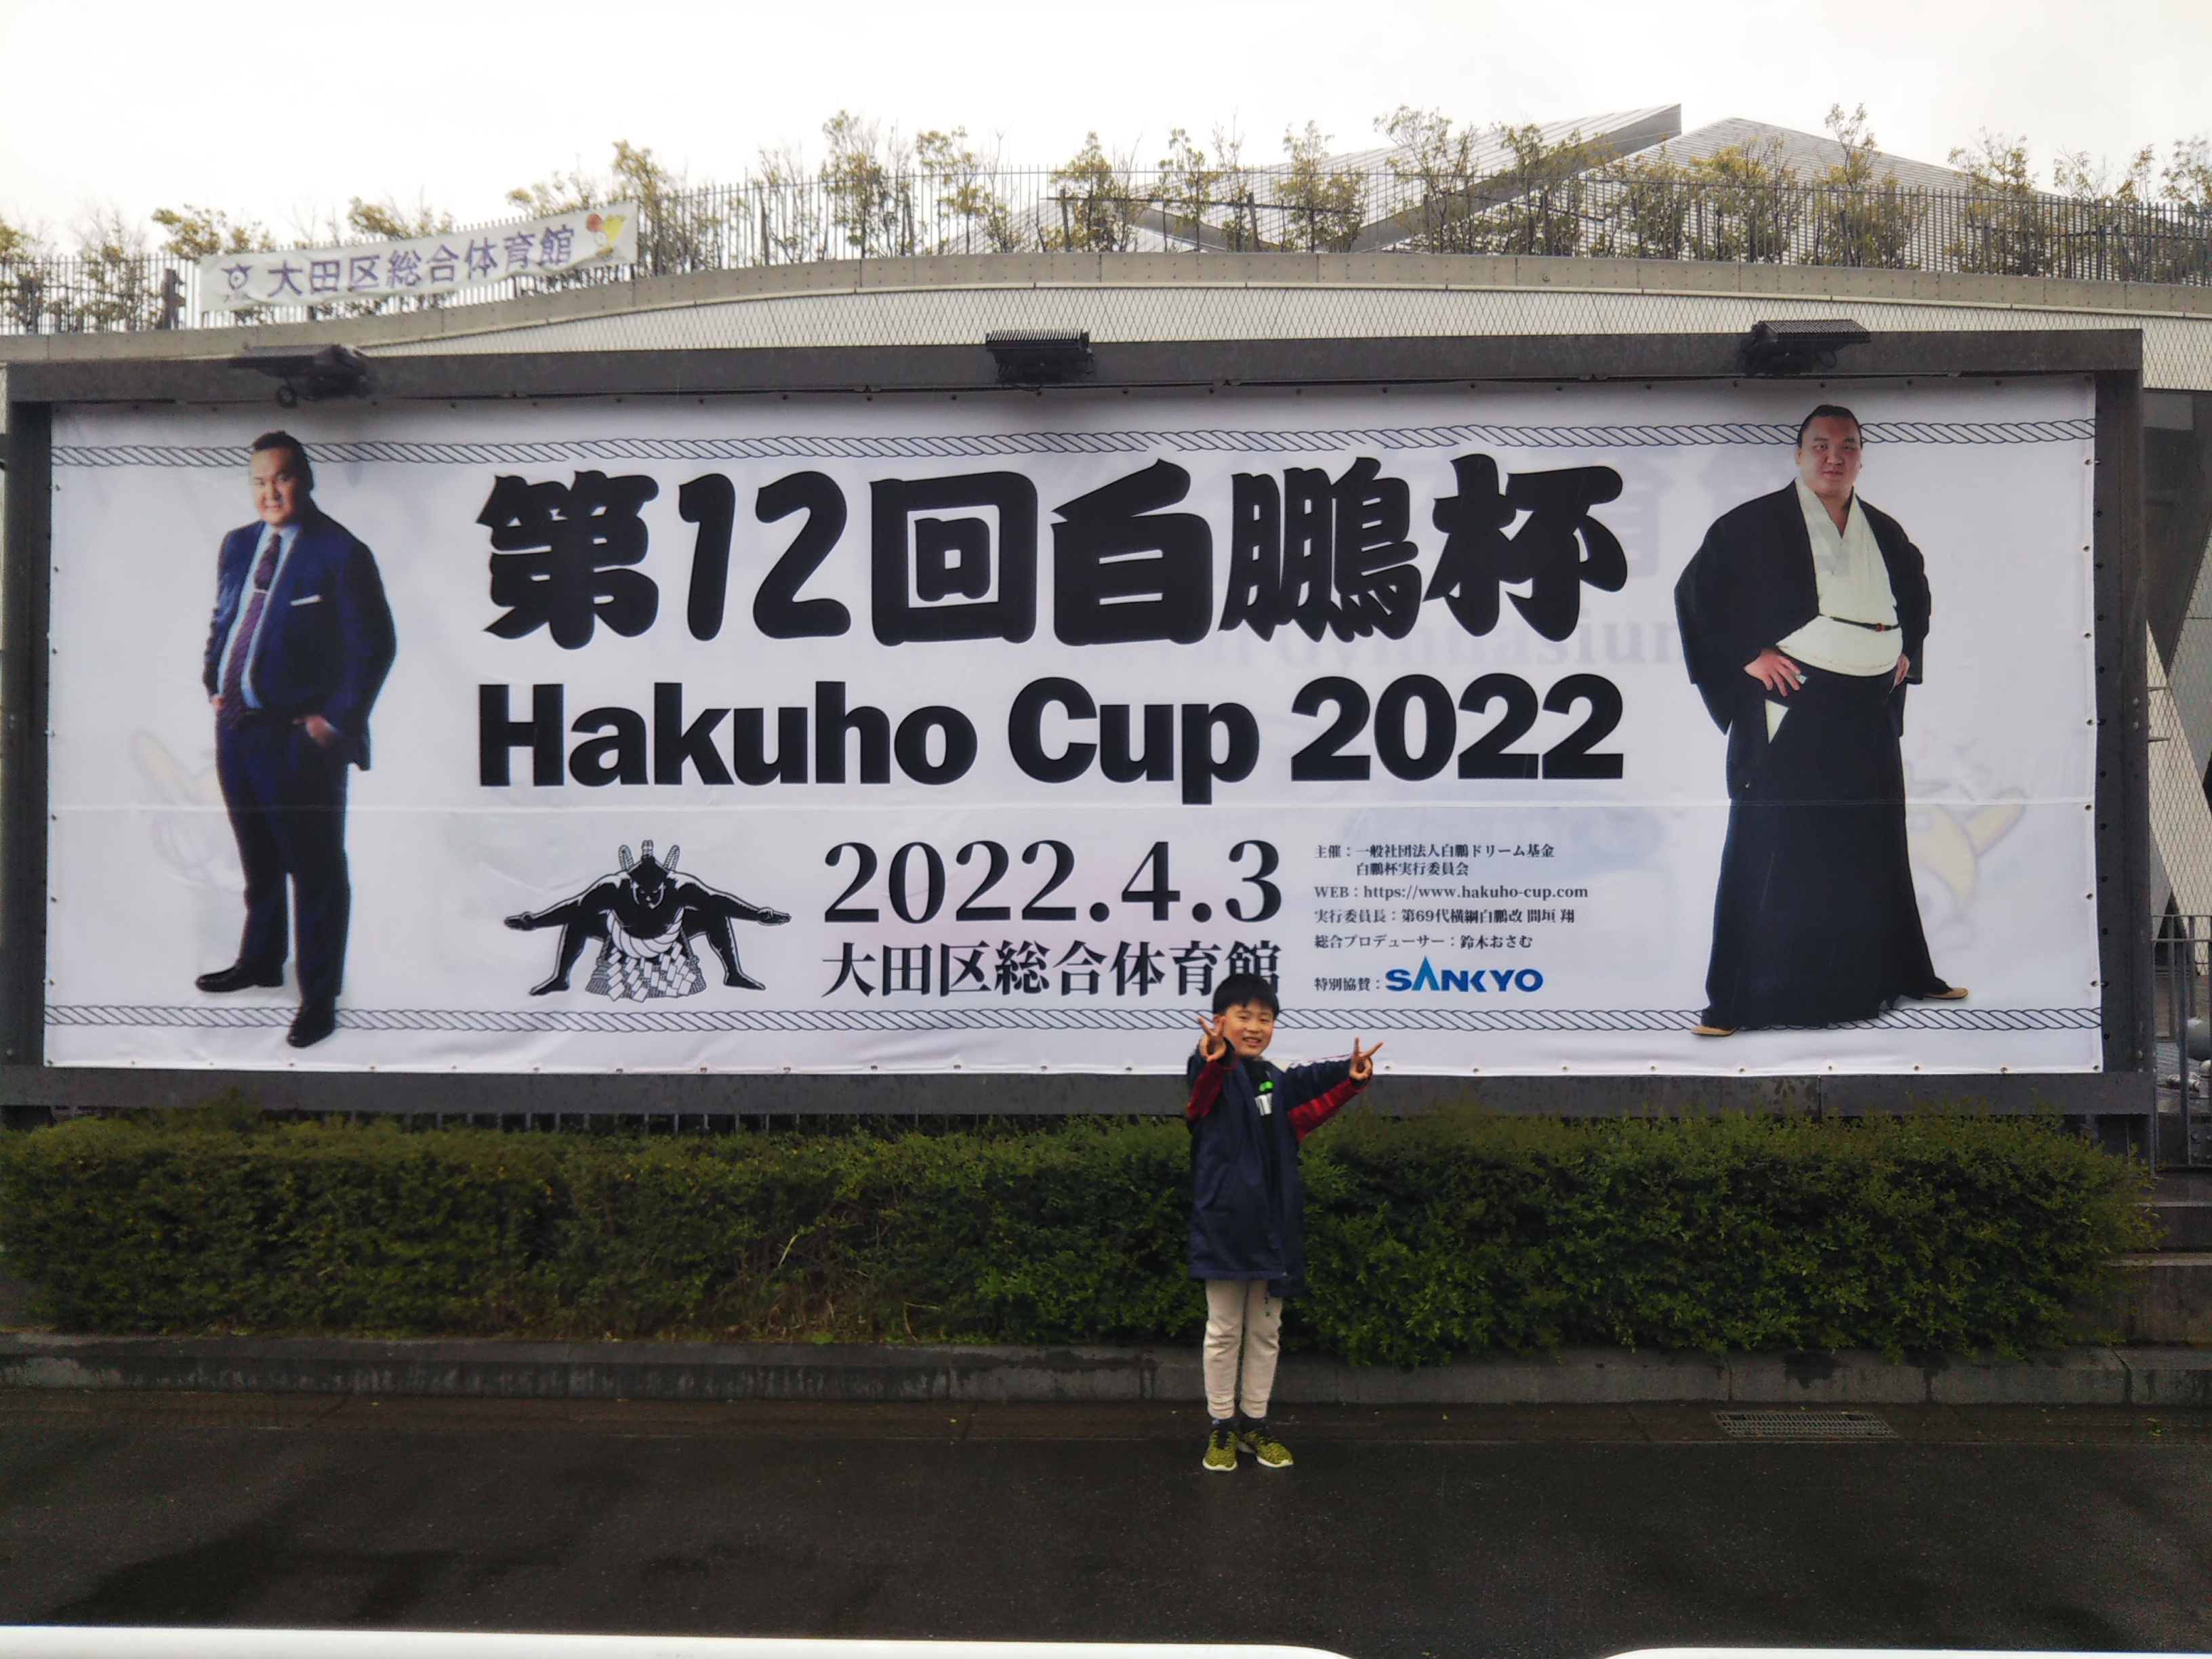 大田区総合体育館
第12回白鵬杯
Hakuho Cup 2022
2022.4.3
大田区総合体育館
主催：一般社団法人白鵬ドリーム基金
白鵬杯実行委員会
WEB：https://www.hakuho-cup.com
実行委員長：第69代横綱白鵬改 間垣 翔
総合プロデューサー：鈴木おさむ
特別協賛：SANKYO